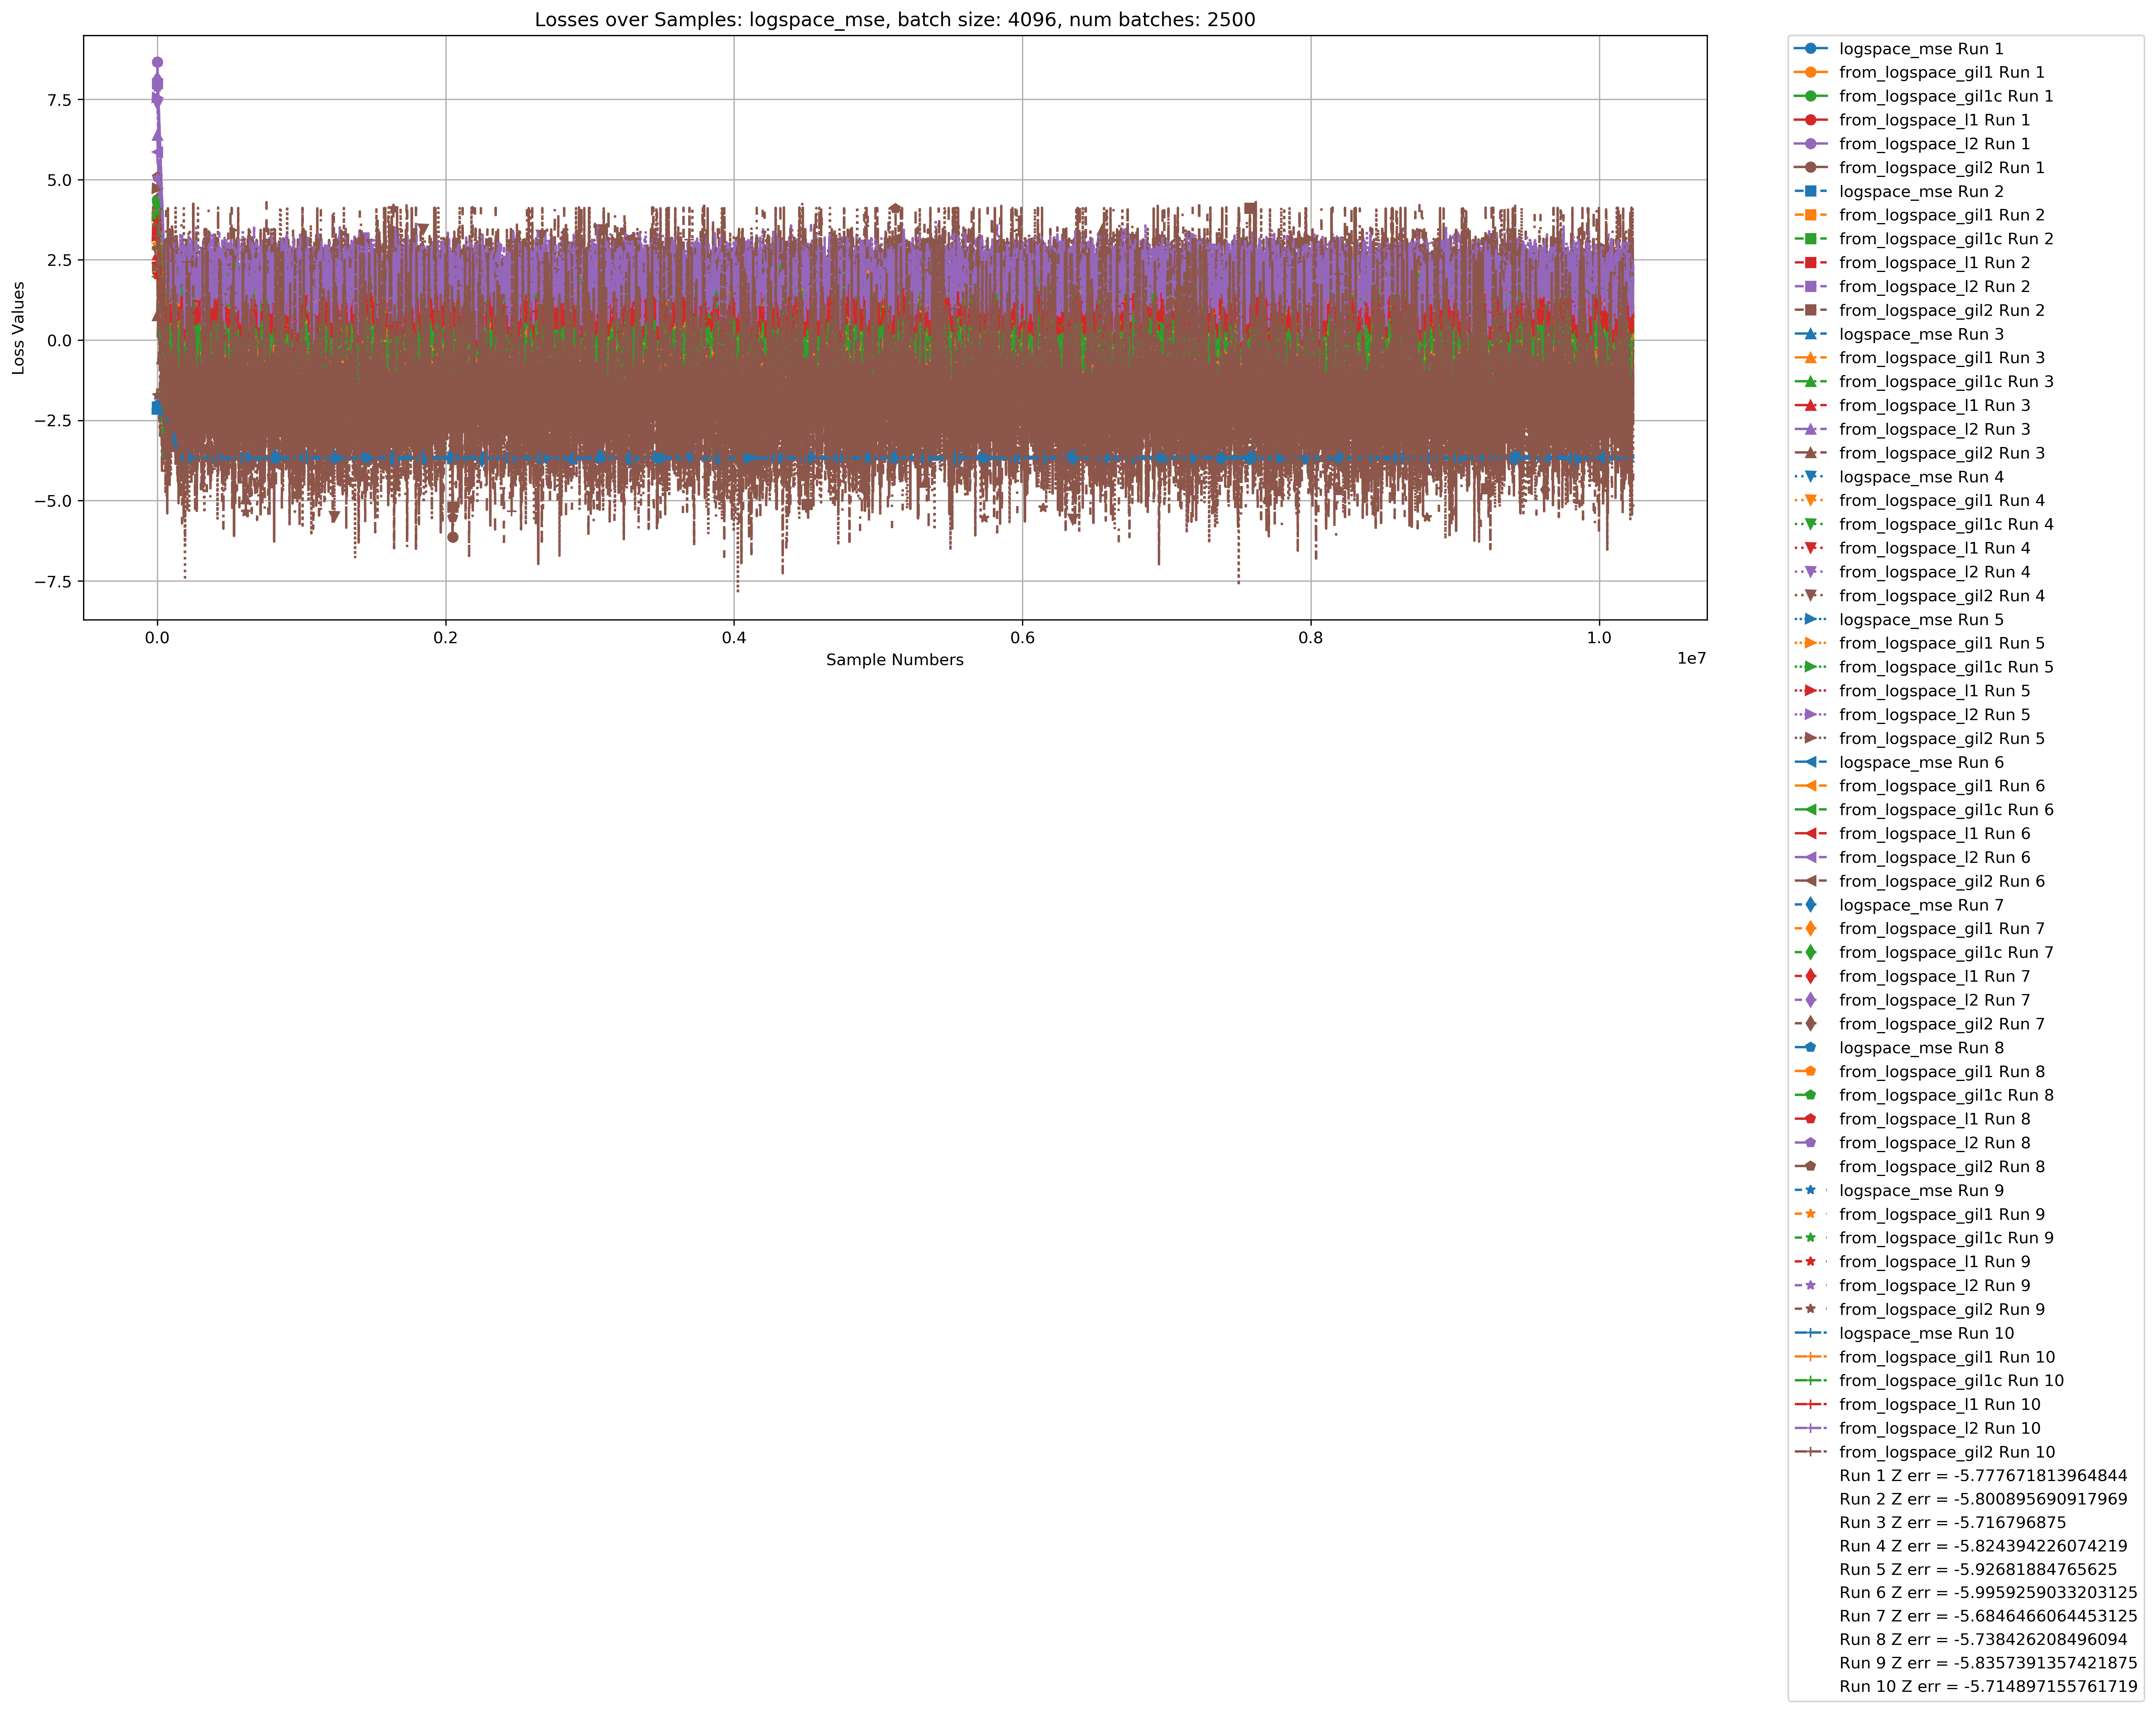 Losses over Samples: logspace_mse, batch size: 4096, num batches: 2500
Loss Values
7.5
5.0
2.5
0.0
−2.5
−5.0
−7.5
0.0
0.2
0.4
0.6
0.8
1.0
1e7
Sample Numbers
logspace_mse Run 1
from_logspace_gil1 Run 1
from_logspace_gil1c Run 1
from_logspace_l1 Run 1
from_logspace_l2 Run 1
from_logspace_gil2 Run 1
logspace_mse Run 2
from_logspace_gil1 Run 2
from_logspace_gil1c Run 2
from_logspace_l1 Run 2
from_logspace_l2 Run 2
from_logspace_gil2 Run 2
logspace_mse Run 3
from_logspace_gil1 Run 3
from_logspace_gil1c Run 3
from_logspace_l1 Run 3
from_logspace_l2 Run 3
from_logspace_gil2 Run 3
logspace_mse Run 4
from_logspace_gil1 Run 4
from_logspace_gil1c Run 4
from_logspace_l1 Run 4
from_logspace_l2 Run 4
from_logspace_gil2 Run 4
logspace_mse Run 5
from_logspace_gil1 Run 5
from_logspace_gil1c Run 5
from_logspace_l1 Run 5
from_logspace_l2 Run 5
from_logspace_gil2 Run 5
logspace_mse Run 6
from_logspace_gil1 Run 6
from_logspace_gil1c Run 6
from_logspace_l1 Run 6
from_logspace_l2 Run 6
from_logspace_gil2 Run 6
logspace_mse Run 7
from_logspace_gil1 Run 7
from_logspace_gil1c Run 7
from_logspace_l1 Run 7
from_logspace_l2 Run 7
from_logspace_gil2 Run 7
logspace_mse Run 8
from_logspace_gil1 Run 8
from_logspace_gil1c Run 8
from_logspace_l1 Run 8
from_logspace_l2 Run 8
from_logspace_gil2 Run 8
logspace_mse Run 9
from_logspace_gil1 Run 9
from_logspace_gil1c Run 9
from_logspace_l1 Run 9
from_logspace_l2 Run 9
from_logspace_gil2 Run 9
logspace_mse Run 10
from_logspace_gil1 Run 10
from_logspace_gil1c Run 10
from_logspace_l1 Run 10
from_logspace_l2 Run 10
from_logspace_gil2 Run 10
Run 1 Z err = -5.777671813964844
Run 2 Z err = -5.800895690917969
Run 3 Z err = -5.716796875
Run 4 Z err = -5.824394226074219
Run 5 Z err = -5.92681884765625
Run 6 Z err = -5.9959259033203125
Run 7 Z err = -5.6846466064453125
Run 8 Z err = -5.738426208496094
Run 9 Z err = -5.8357391357421875
Run 10 Z err = -5.714897155761719